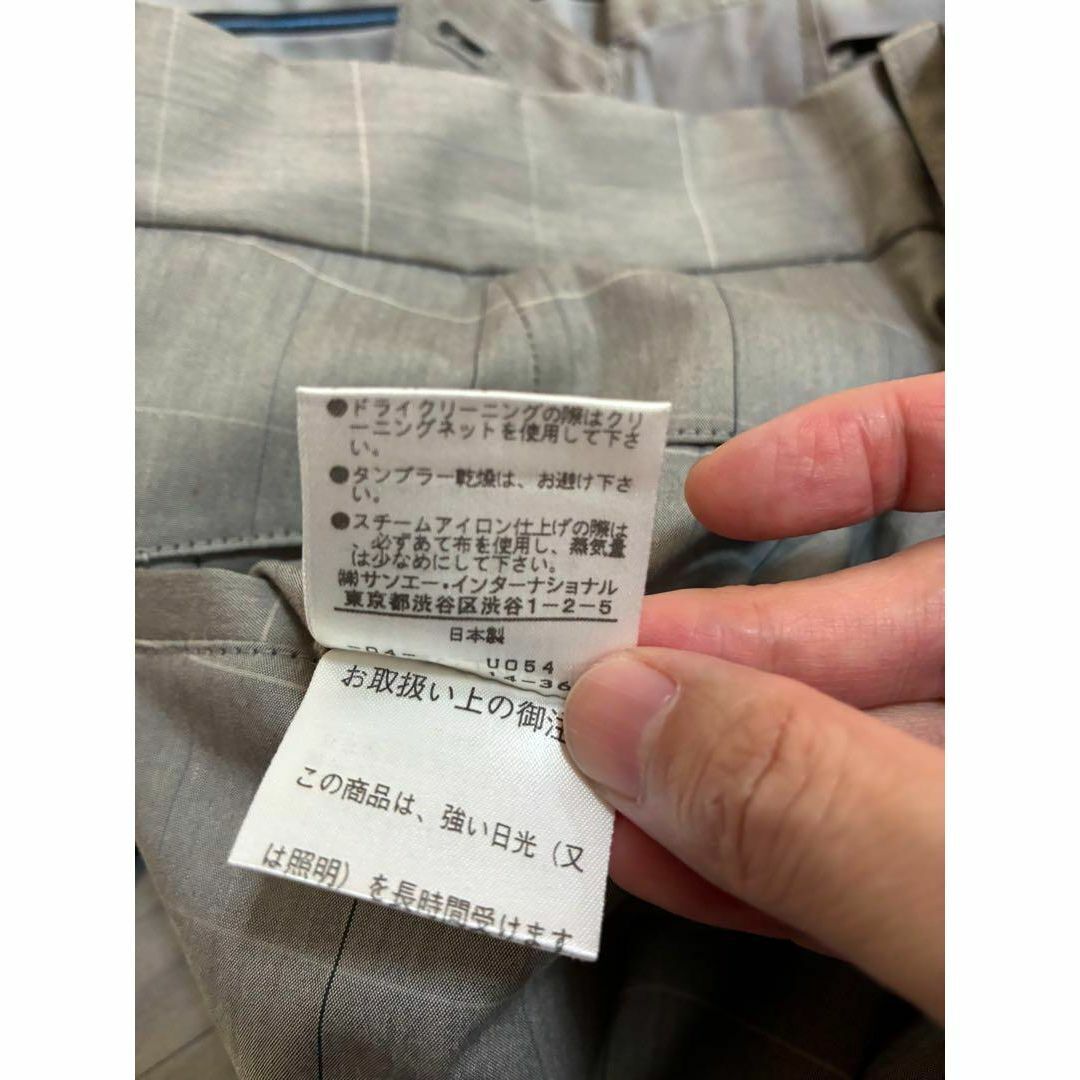 ●ドライクリーニングの際はクリ
ーニングネットを使用して下さ
い。
●タンブラー乾燥は、お避け下さ
い。
●スチームアイロン仕上げの際は
、必ずあて布を使用し、蒸気量
は少なめにして下さい。
㈱サンエー・インターナショナル
東京都渋谷区渋谷1-2-5
日本製
-04- U054
14-36
お取扱い上の御注
この商品は、強い日光（又
は照明）を長時間受けます